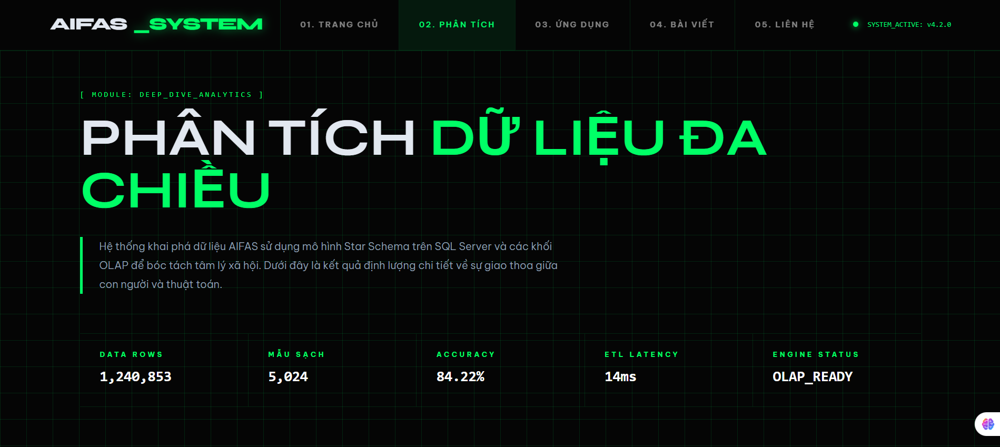 AIFAS _SYSTEM
01. TRANG CHỦ
02. PHÂN TÍCH
03. ỨNG DỤNG
04. BÀI VIẾT
05. LIÊN HỆ
SYSTEM_ACTIVE: v4.2.0
[ MODULE: DEEP_DIVE_ANALYTICS ]
PHÂN TÍCH DỮ LIỆU ĐA
CHIỀU
Hệ thống khai phá dữ liệu AIFAS sử dụng mô hình Star Schema trên SQL Server và các khối
OLAP để bóc tách tâm lý xã hội. Dưới đây là kết quả định lượng chi tiết về sự giao thoa giữa
con người và thuật toán.
DATA ROWS
1,240,853
MẪU SẠCH
5,024
ACCURACY
84.22%
ETL LATENCY
14ms
ENGINE STATUS
OLAP_READY